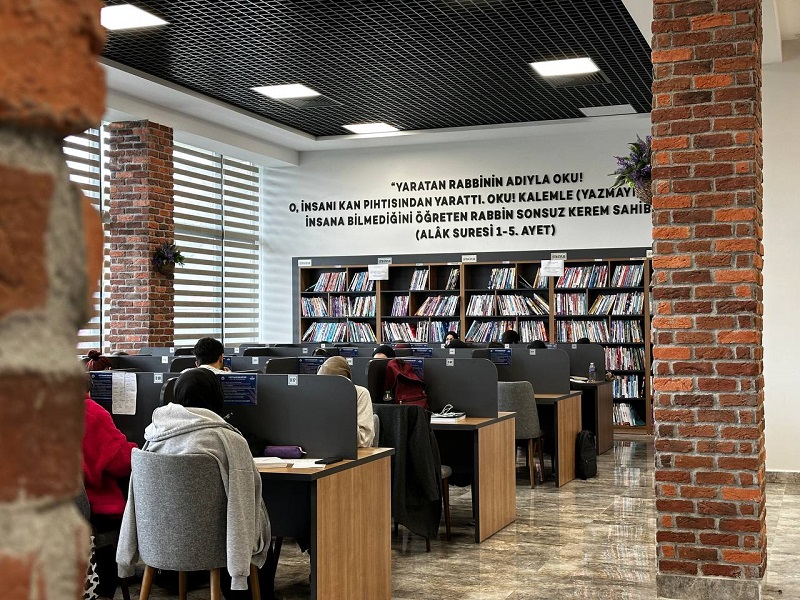 "YARATAN RABBİNİN ADIYLA OKU!
O, İNSANI KAN PIHTISINDAN YARATTI. OKU! KALEMLE (YAZMAYI
İNSANA BİLMEDİĞİNİ ÖĞRETEN RABBİN SONSUZ KEREM SAHİB
(ALÂK SURESİ 1-5. AYET)